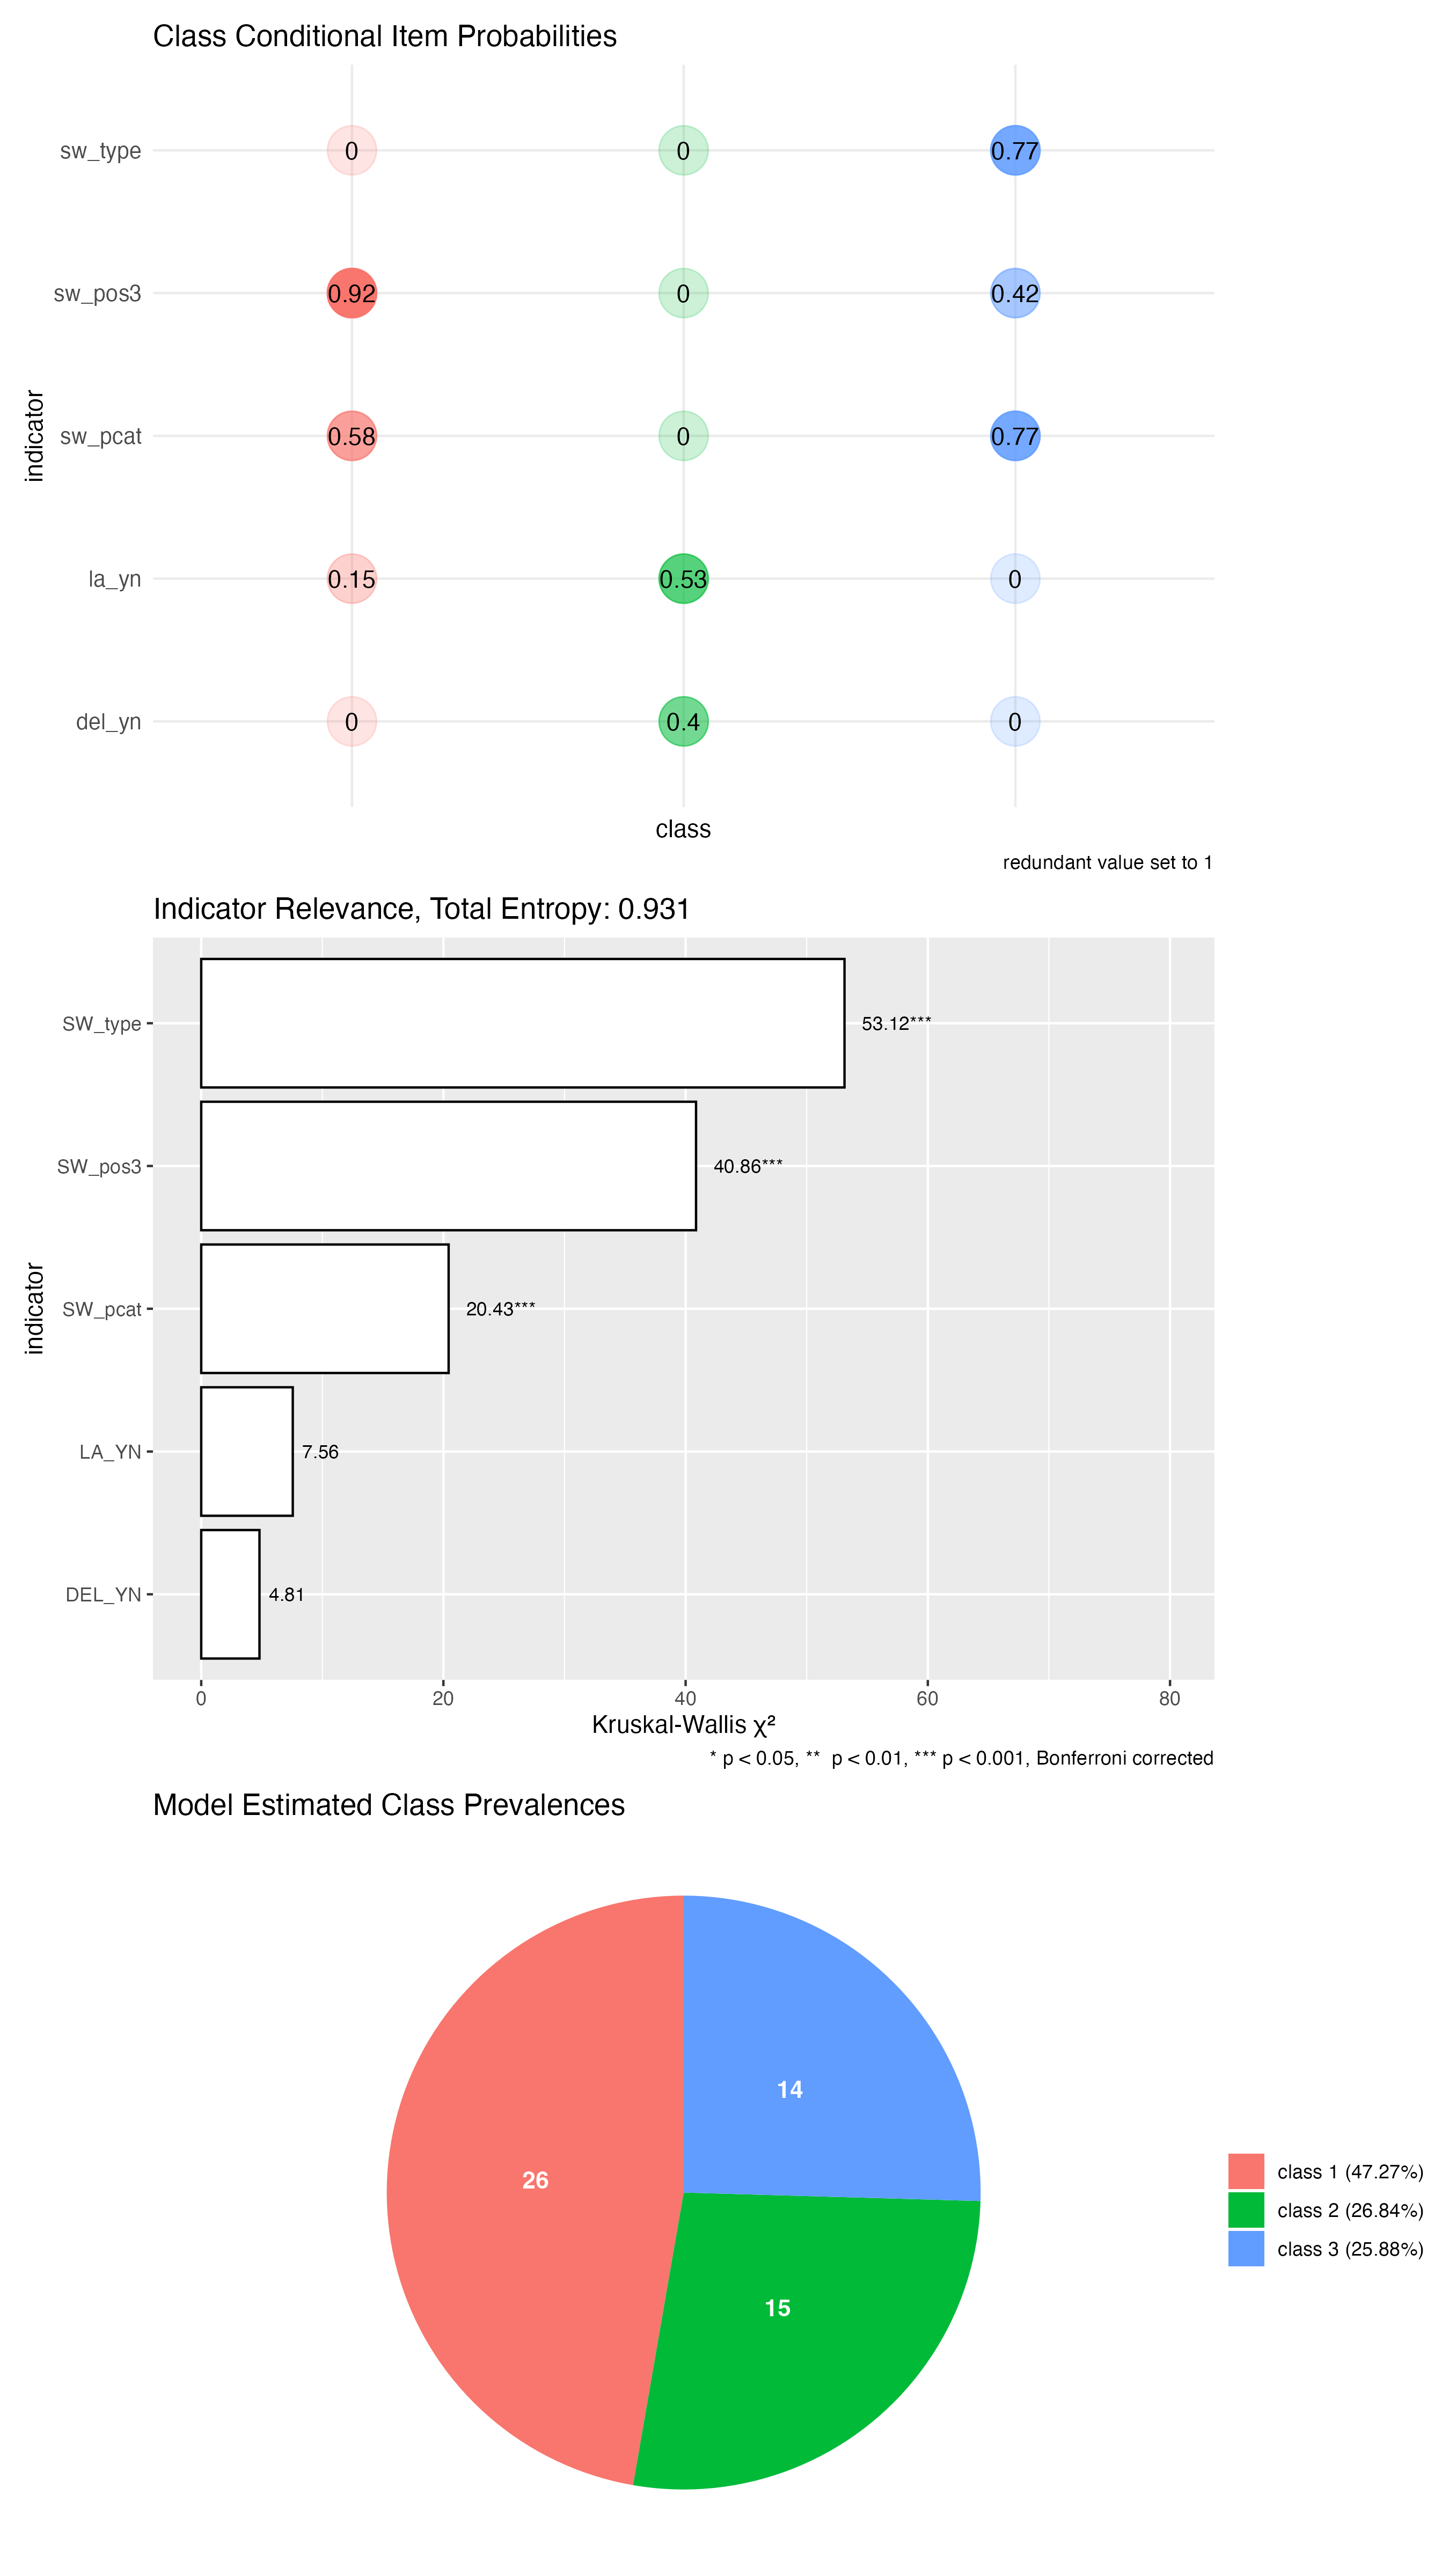 Class Conditional Item Probabilities
sw_type 0 0 0.77
sw_pos3 0.92 0 0.42
sw_pcat 0.58 0 0.77
la_yn 0.15 0.53 0
del_yn 0 0.4 0
indicator
class
redundant value set to 1
Indicator Relevance, Total Entropy: 0.931
SW_type 53.12***
SW_pos3 40.86***
SW_pcat 20.43***
LA_YN 7.56
DEL_YN 4.81
indicator
0 20 40 60 80
Kruskal-Wallis χ²
* p < 0.05, ** p < 0.01, *** p < 0.001, Bonferroni corrected
Model Estimated Class Prevalences
14
26
15
class 1 (47.27%)
class 2 (26.84%)
class 3 (25.88%)